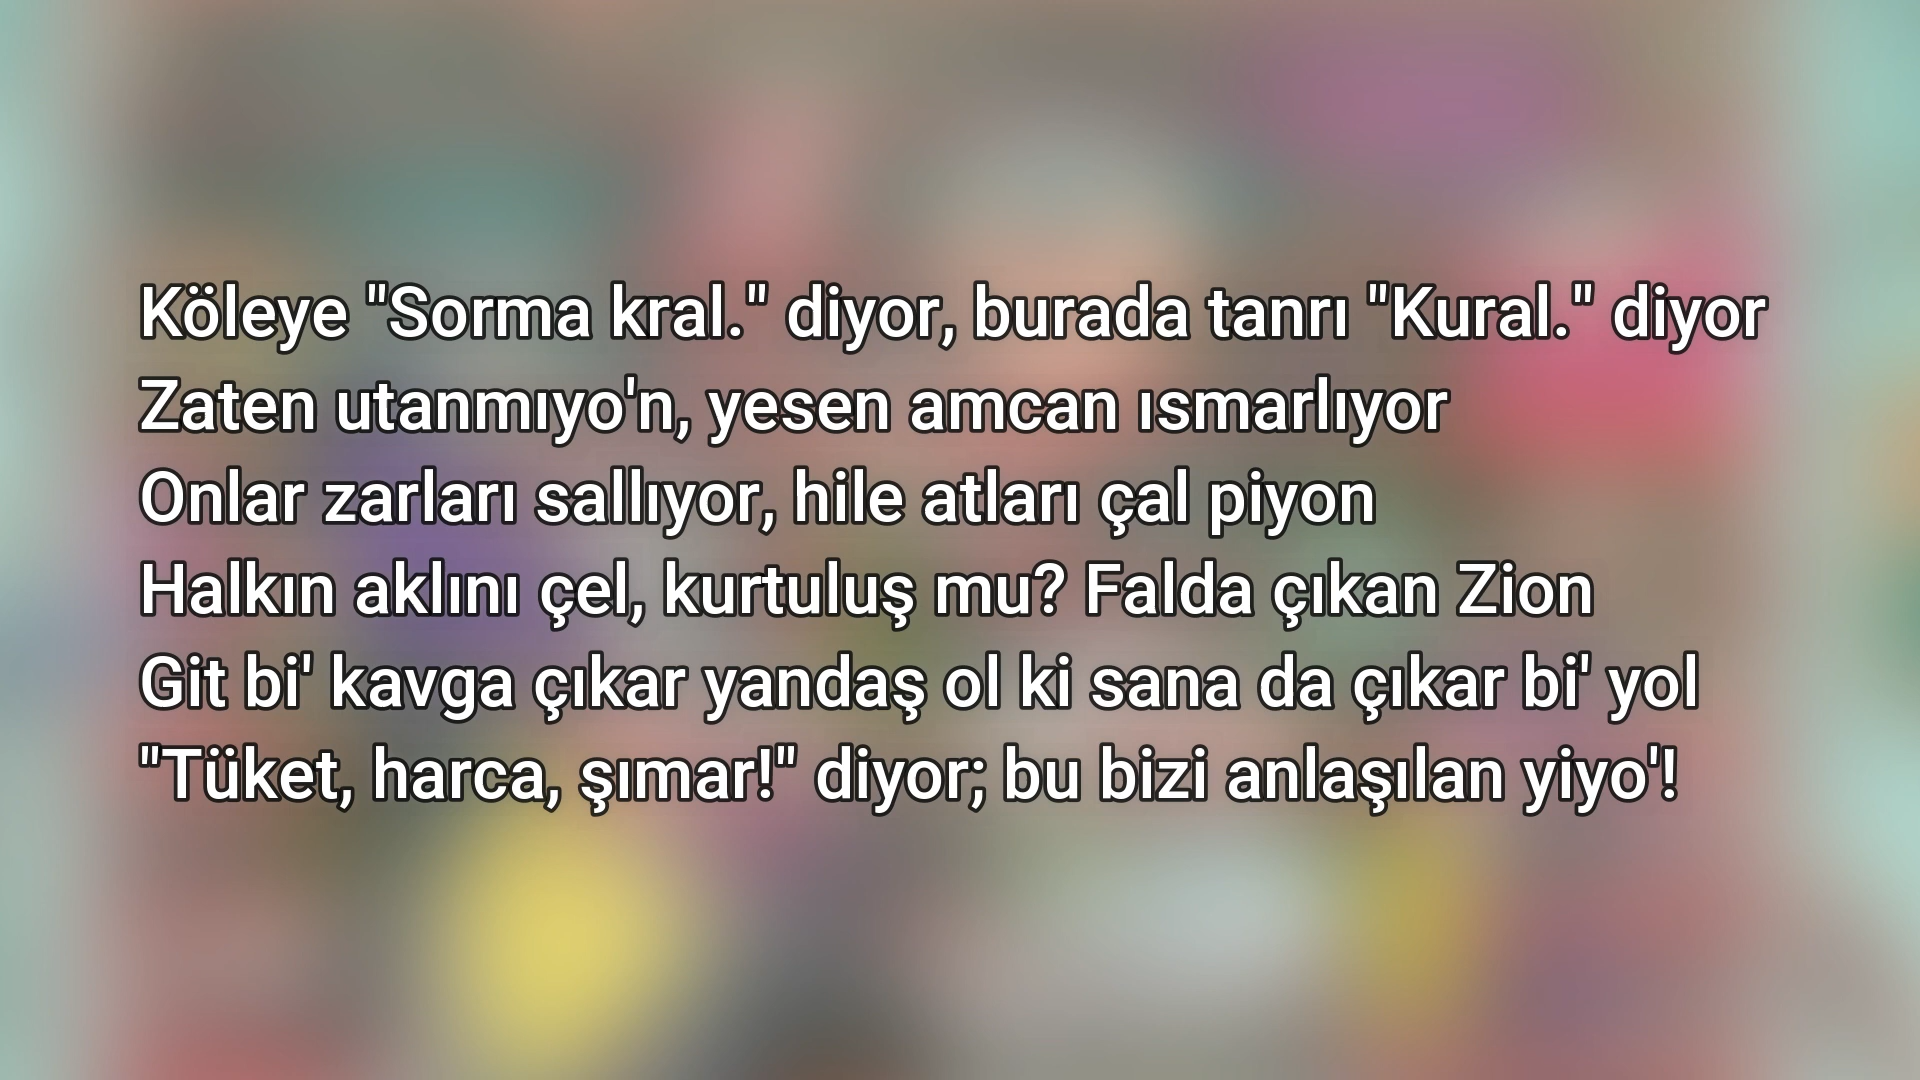 Köleye "Sorma kral." diyor, burada tanrı "Kural." diyor
Zaten utanmıyo'n, yesen amcan ısmarlıyor
Onlar zarları sallıyor, hile atları çal piyon
Halkın aklını çel, kurtuluş mu? Falda çıkan Zion
Git bi' kavga çıkar yandaş ol ki sana da çıkar bi' yol
"Tüket, harca, şımar!" diyor; bu bizi anlaşılan yiyo'!